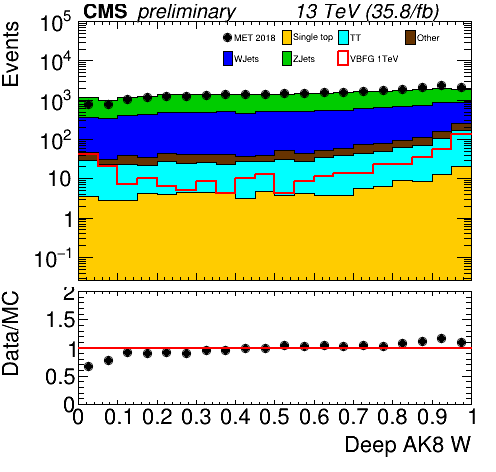 CMS preliminary 13 TeV (35.8/fb)
MET 2018 Single top TT Other
WJets ZJets VBFG 1TeV
Events
10^5
10^4
10^3
10^2
10
1
10^-1
Data/MC
2
1.5
1
0.5
0
0 0.1 0.2 0.3 0.4 0.5 0.6 0.7 0.8 0.9 1
Deep AK8 W